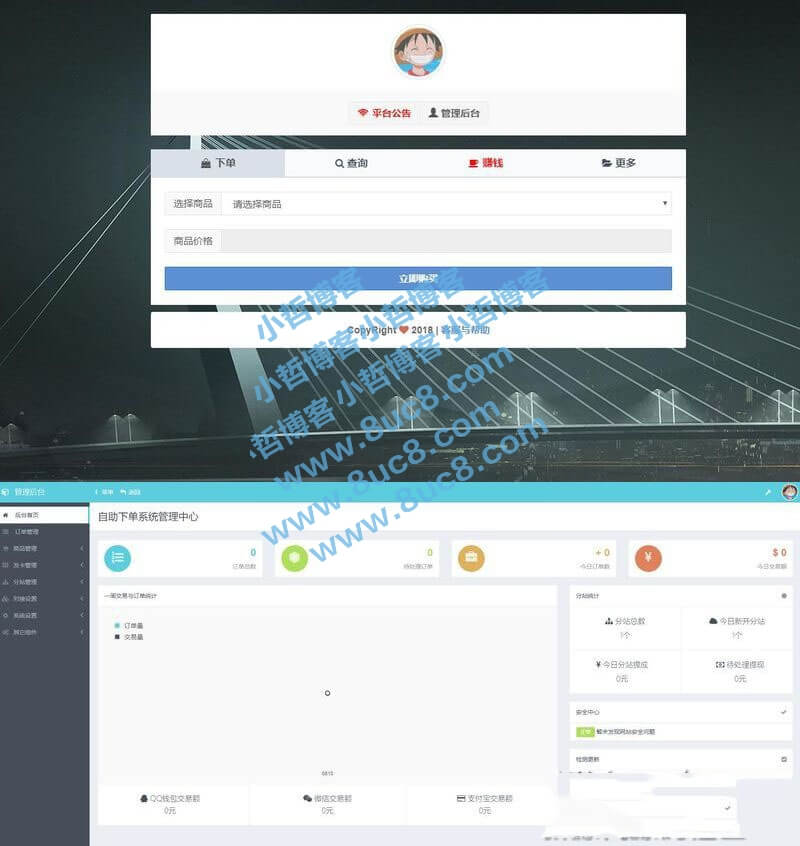 平台公告 管理后台
下单 查询 赚钱 更多
选择商品 请选择商品
商品价格
立即购买
CopyRight 2018 | 客服与帮助
小哲博客
小哲博客 小哲博客
小哲博客 小哲博客 小哲博客
www.8uc8.com
www.8uc8.com
www.8uc8.com
管理后台 菜单 返回
后台首页
订单管理
商品管理
发卡管理
分站管理
对接设置
系统设置
其它组件
自助下单系统管理中心
0
订单总数
0
待处理订单
+ 0
今日订单数
$ 0
今日交易额
一周交易与订单统计
订单量
交易量
0813
QQ钱包交易额
0元
微信交易额
0元
支付宝交易额
0元
分站统计
分站总数
1个
今日新开分站
1个
今日分站提成
0元
待处理提现
0元
安全中心
暂未发现网站安全问题
检测更新